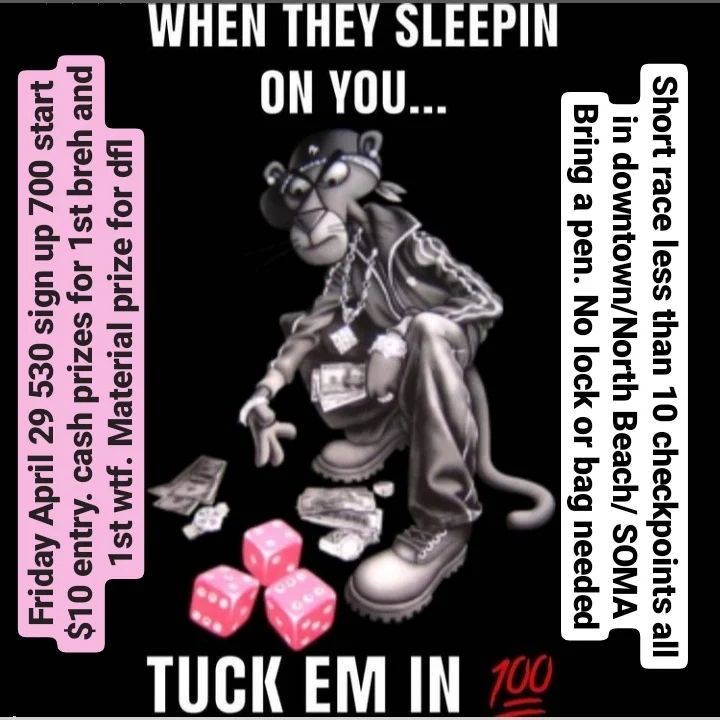 WHEN THEY SLEEPIN
ON YOU...
Friday April 29 530 sign up 700 start
$10 entry. cash prizes for 1st breh and
1st wtf. Material prize for dfl
Short race less than 10 checkpoints all
in downtown/North Beach/ SOMA
Bring a pen. No lock or bag needed
TUCK EM IN 💯